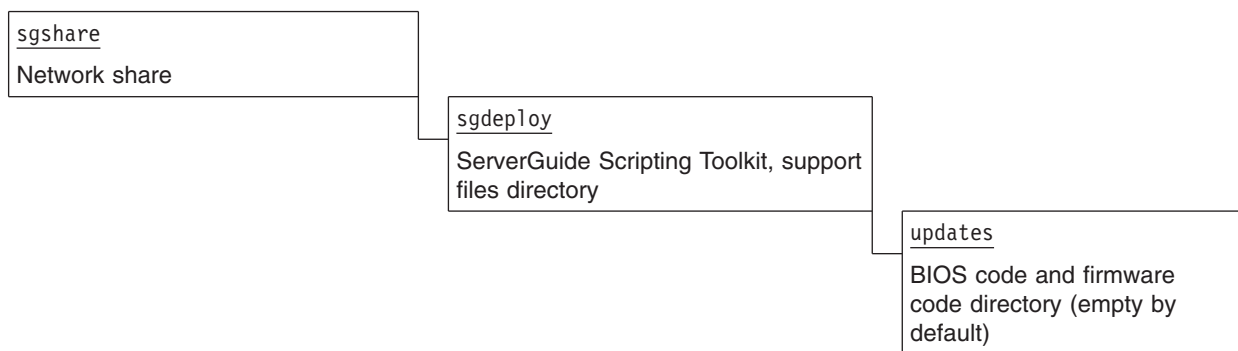 sgshare
Network share
sgdeploy
ServerGuide Scripting Toolkit, support
files directory
updates
BIOS code and firmware
code directory (empty by
default)